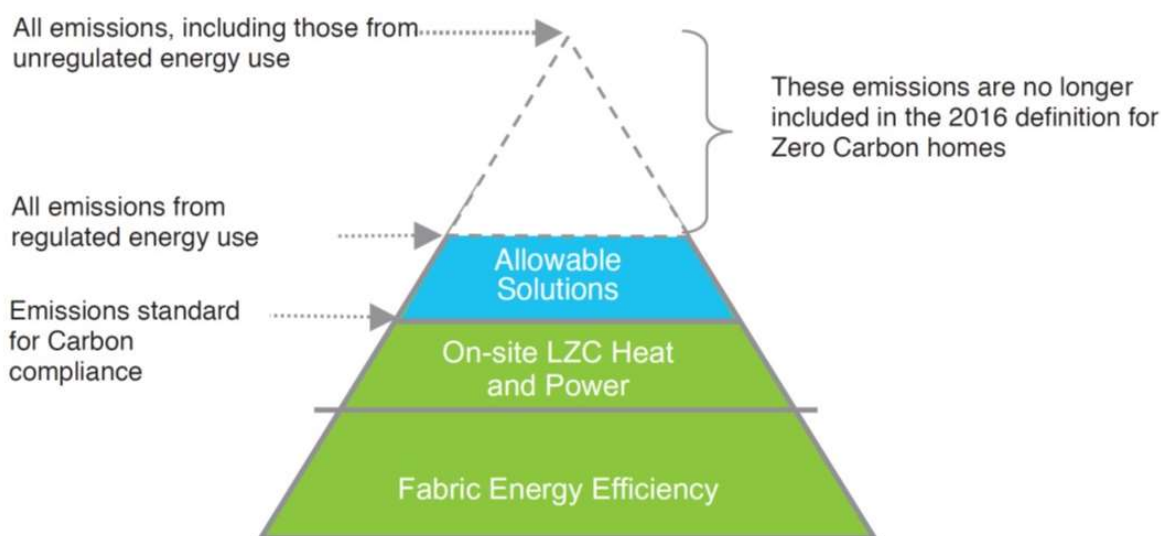 All emissions, including those from
unregulated energy use
These emissions are no longer
included in the 2016 definition for
Zero Carbon homes
All emissions from
regulated energy use
Allowable
Solutions
Emissions standard
for Carbon
compliance
On-site LZC Heat
and Power
Fabric Energy Efficiency